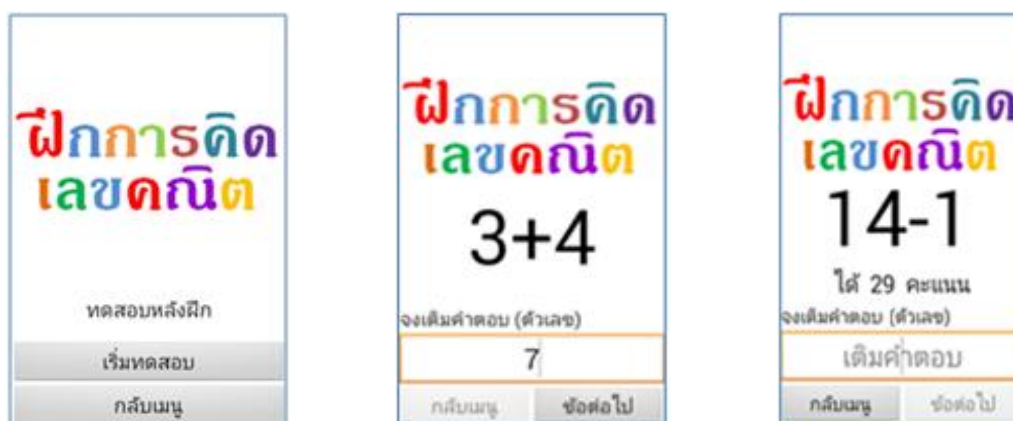 ฝึกการคิด
เลขคณิต
ทดสอบหลังฝึก
เริ่มทดสอบ
กลับเมนู
ฝึกการคิด
เลขคณิต
3+4
จงเติมคำตอบ (ตัวเลข)
7
กลับเมนู
ข้อต่อไป
ฝึกการคิด
เลขคณิต
14-1
ได้ 29 คะแนน
จงเติมคำตอบ (ตัวเลข)
เติมคำตอบ
กลับเมนู
ข้อต่อไป